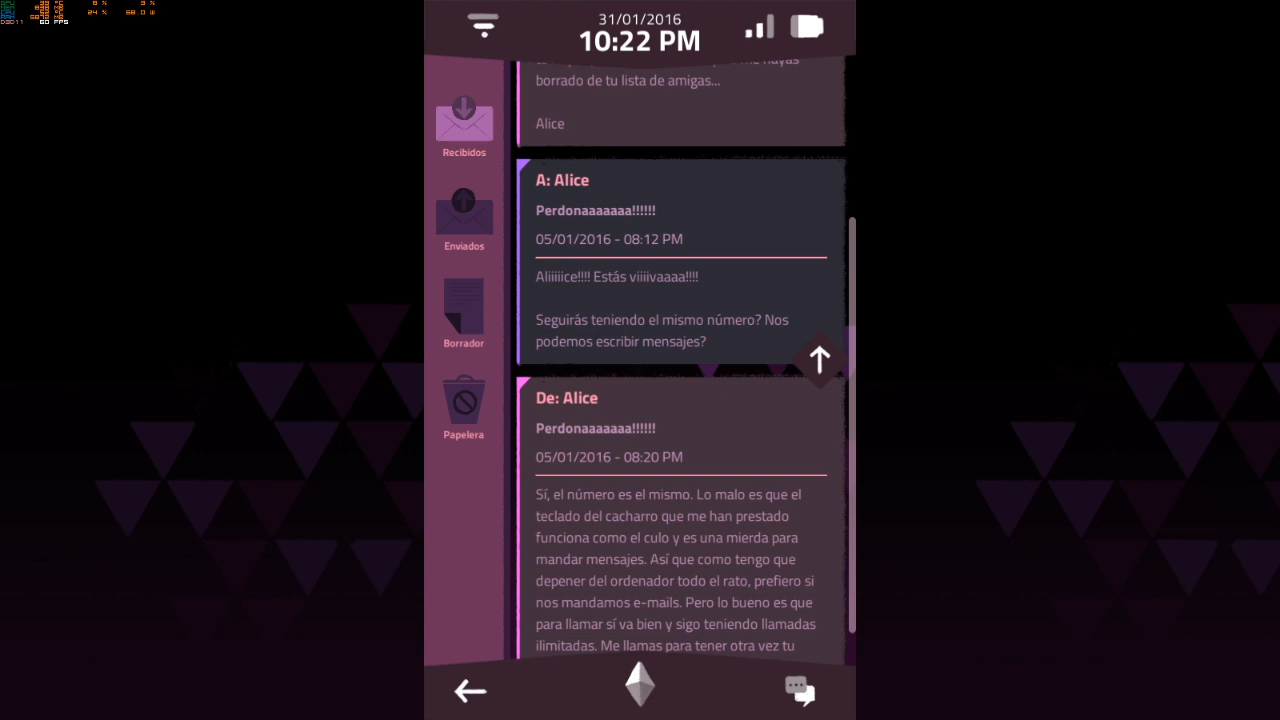 D3D11 60 FPS
31/01/2016
10:22 PM
borrado de tu lista de amigas...
Alice
Recibidos
A: Alice
Perdonaaaaaaa!!!!!!
05/01/2016 - 08:12 PM
Enviados
Aliiiiiice!!!! Estás viiiivaaaa!!!!
Seguirás teniendo el mismo número? Nos
podemos escribir mensajes?
Borrador
De: Alice
Perdonaaaaaaa!!!!!!
Papelera
05/01/2016 - 08:20 PM
Sí, el número es el mismo. Lo malo es que el
teclado del cacharro que me han prestado
funciona como el culo y es una mierda para
mandar mensajes. Así que como tengo que
depener del ordenador todo el rato, prefiero si
nos mandamos e-mails. Pero lo bueno es que
para llamar sí va bien y sigo teniendo llamadas
ilimitadas. Me llamas para tener otra vez tu